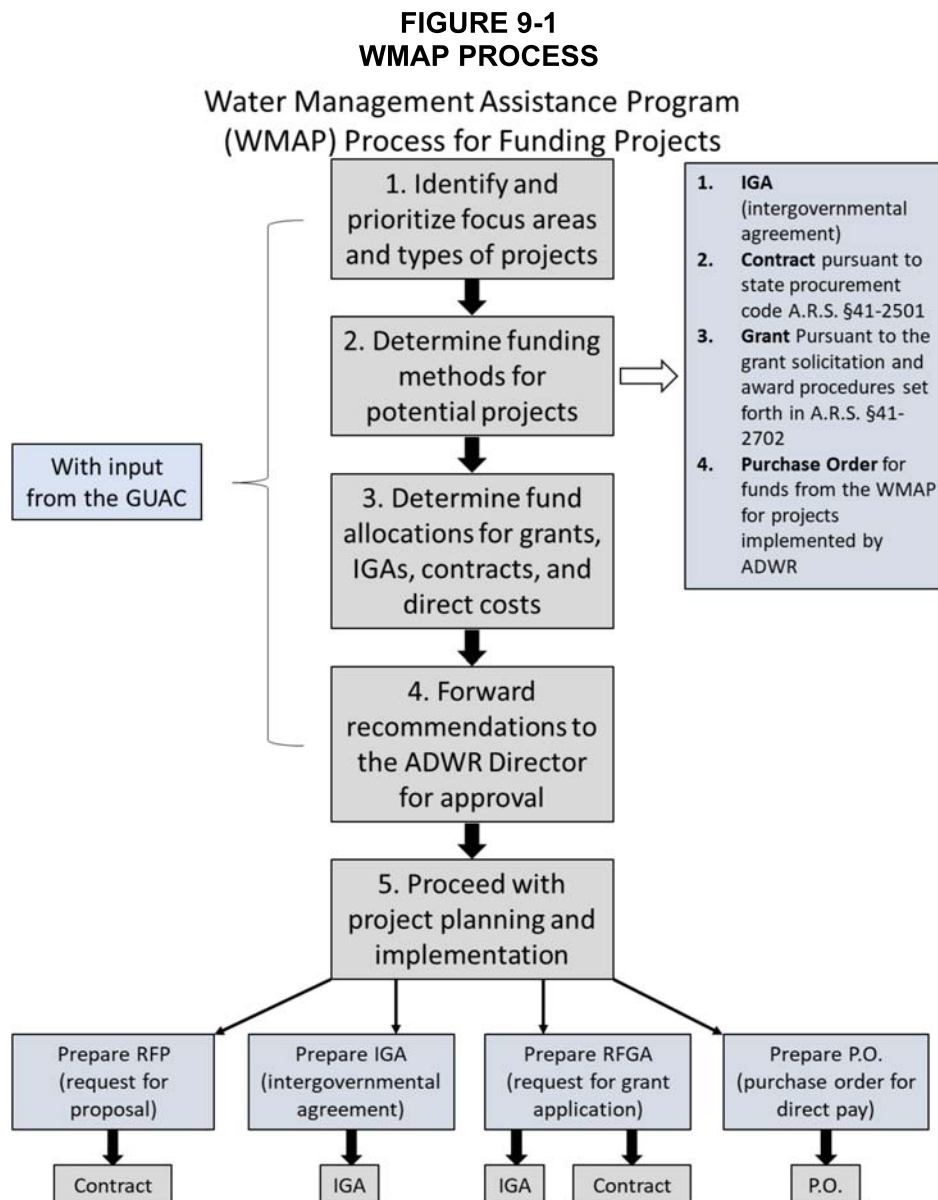 FIGURE 9-1
WMAP PROCESS
Water Management Assistance Program
(WMAP) Process for Funding Projects
1. Identify and
prioritize focus areas
and types of projects
2. Determine funding
methods for
potential projects
1. IGA
(intergovernmental
agreement)
2. Contract pursuant to
state procurement
code A.R.S. §41-2501
3. Grant Pursuant to the
grant solicitation and
award procedures set
forth in A.R.S. §41-
2702
4. Purchase Order for
funds from the WMAP
for projects
implemented by
ADWR
With input
from the GUAC
3. Determine fund
allocations for grants,
IGAs, contracts, and
direct costs
4. Forward
recommendations to
the ADWR Director
for approval
5. Proceed with
project planning and
implementation
Prepare RFP
(request for
proposal)
Prepare IGA
(intergovernmental
agreement)
Prepare RFGA
(request for grant
application)
Prepare P.O.
(purchase order for
direct pay)
Contract
IGA
IGA
Contract
P.O.